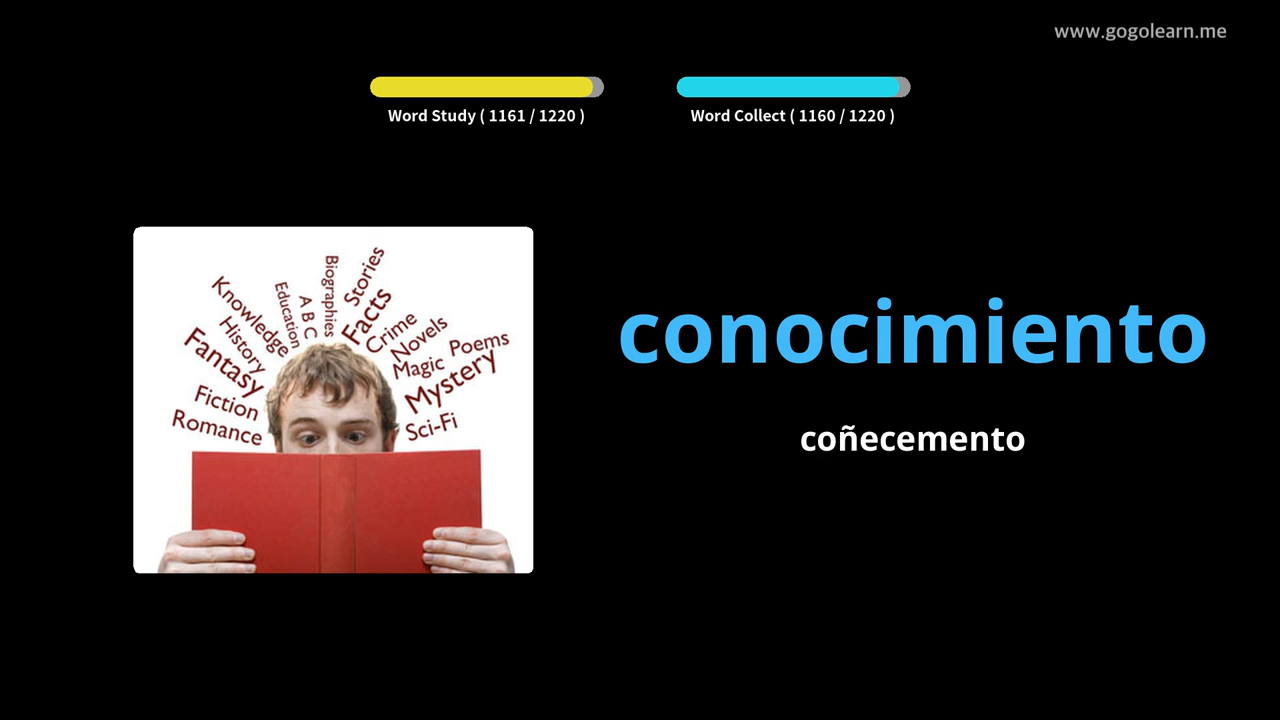 www.gogolearn.me
Word Study ( 1161 / 1220 )
Word Collect ( 1160 / 1220 )
Knowledge
Education
A B C
Biographies
Stories
Facts
Crime
Novels
Poems
History
Fantasy
Magic
Mystery
Fiction
Romance
Sci-Fi
conocimiento
coñecemento